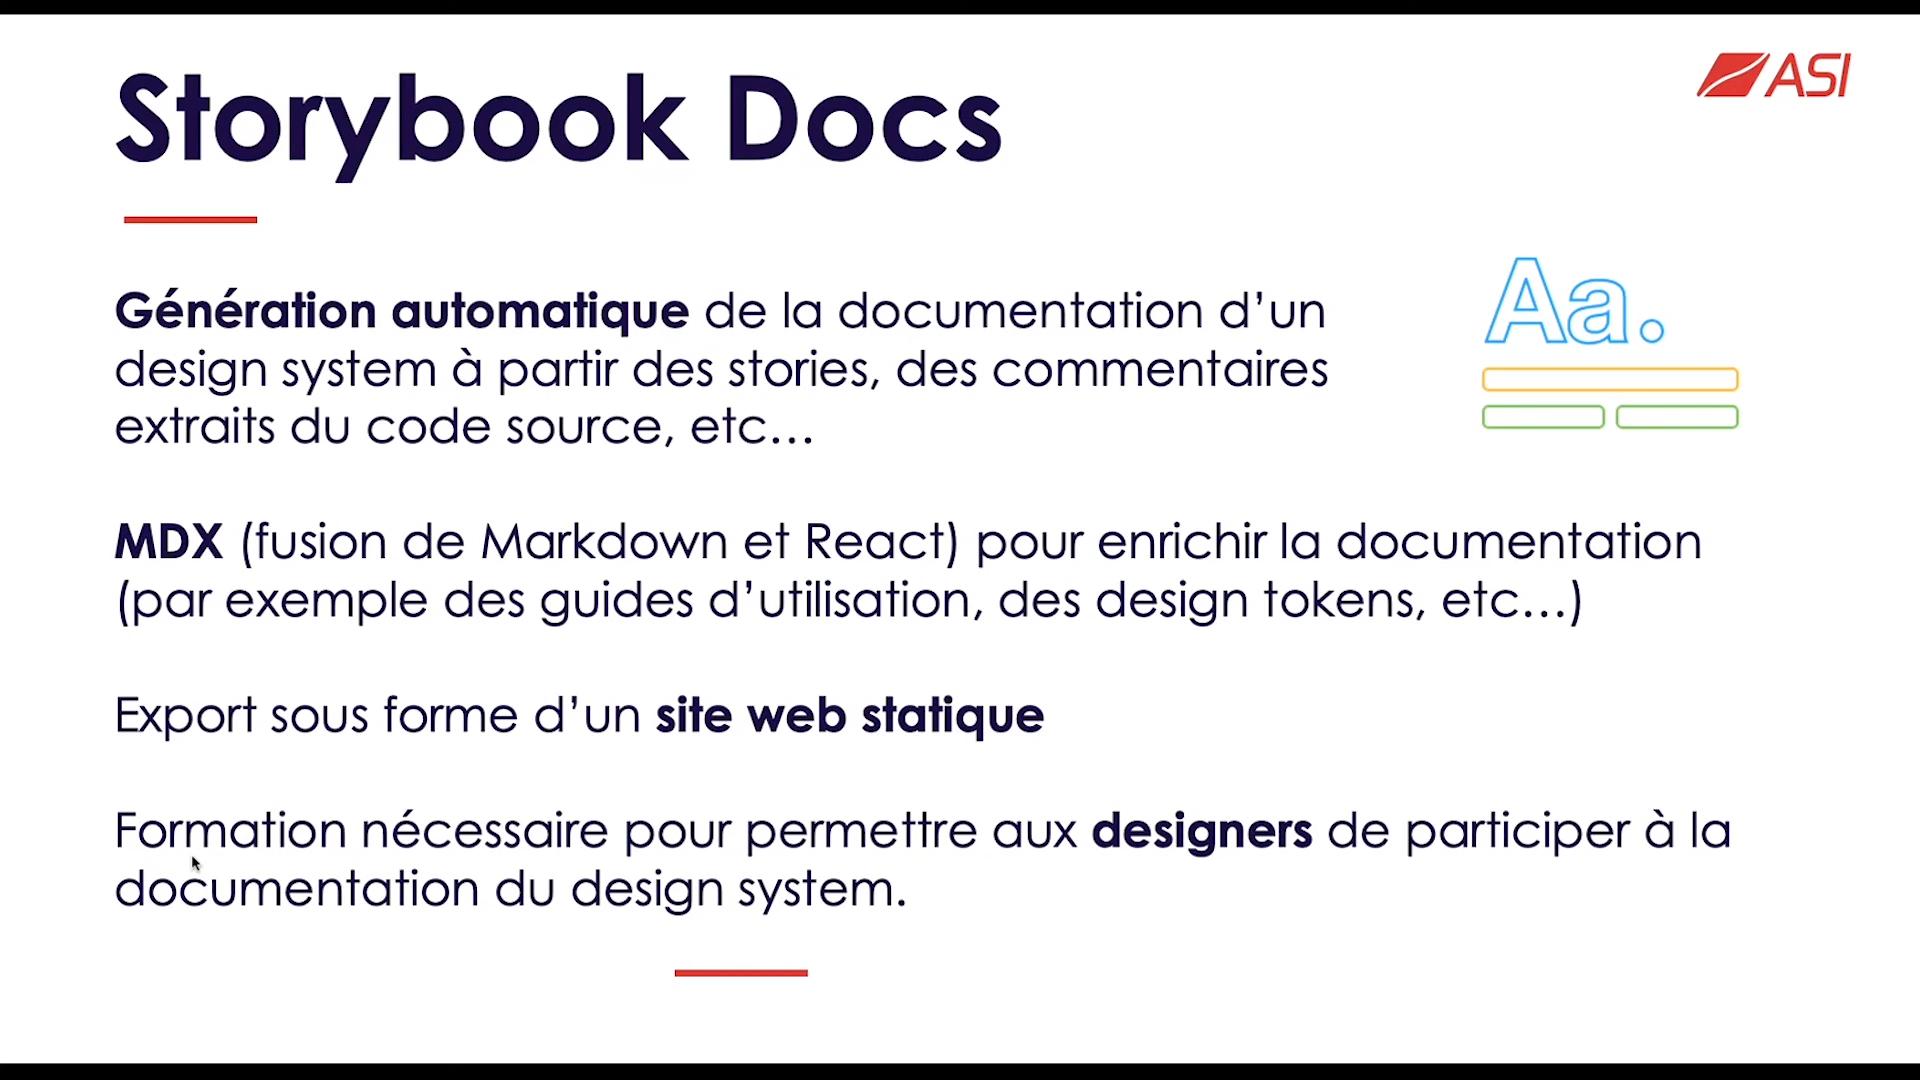 Storybook Docs
ASI
Génération automatique de la documentation d’un
design system à partir des stories, des commentaires
extraits du code source, etc…
Aa.
MDX (fusion de Markdown et React) pour enrichir la documentation
(par exemple des guides d’utilisation, des design tokens, etc…)
Export sous forme d’un site web statique
Formation nécessaire pour permettre aux designers de participer à la
documentation du design system.